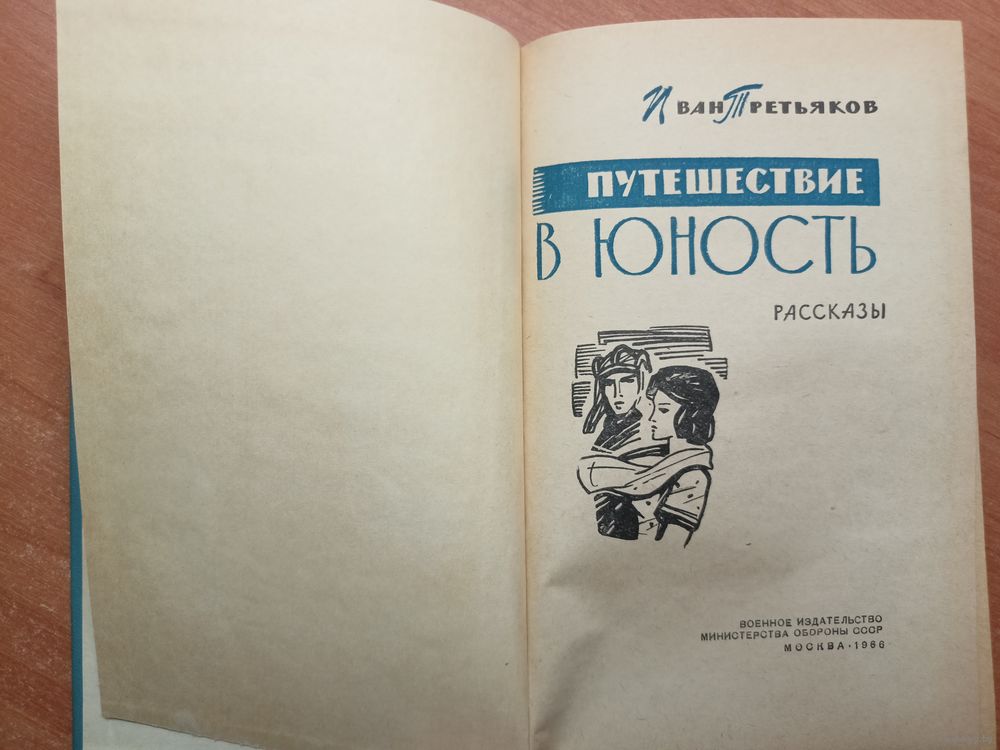 Иван Третьяков
ПУТЕШЕСТВИЕ
В ЮНОСТЬ
РАССКАЗЫ
ВОЕННОЕ ИЗДАТЕЛЬСТВО
МИНИСТЕРСТВА ОБОРОНЫ СССР
МОСКВА·1966